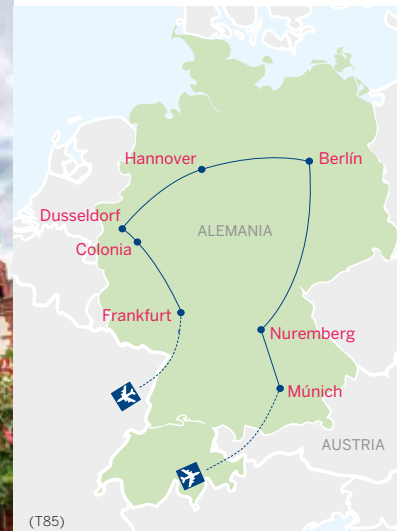 Hannover
Berlín
Dusseldorf
ALEMANIA
Colonia
Frankfurt
Nuremberg
Múnich
AUSTRIA
(T85)